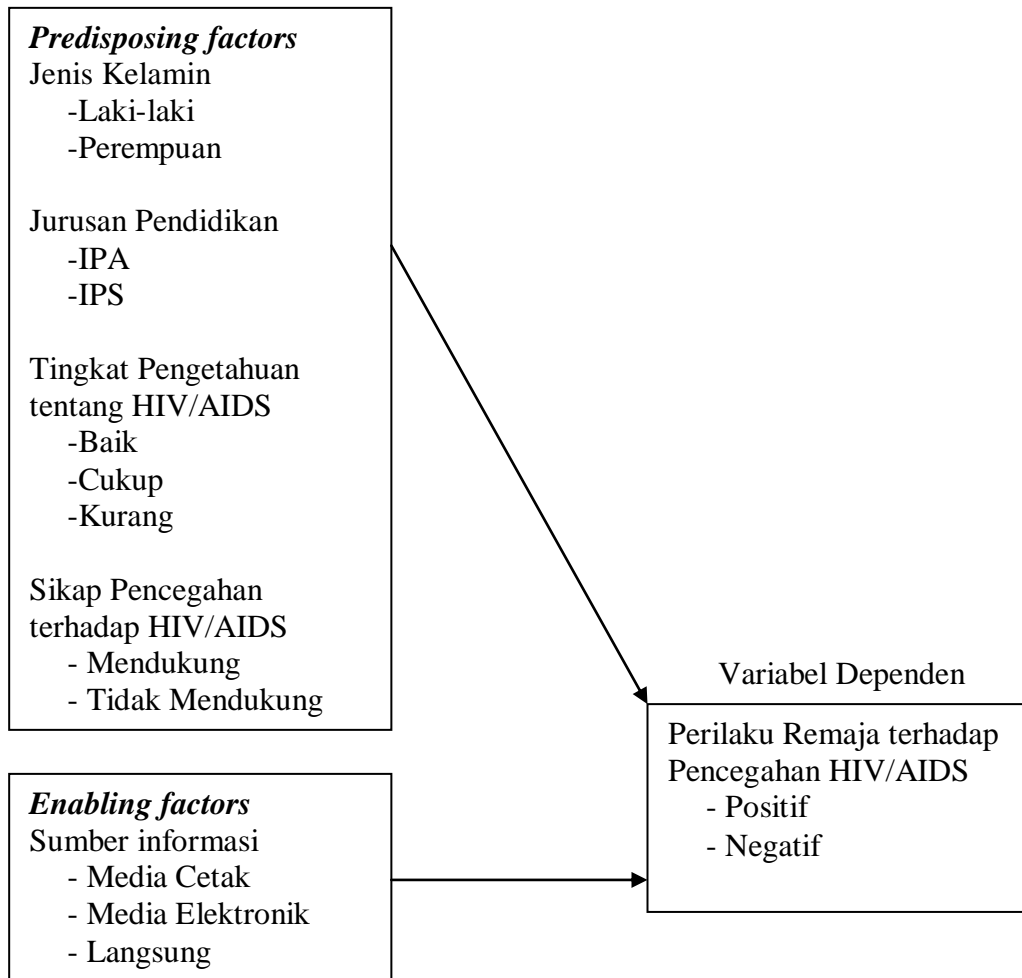 Predisposing factors
Jenis Kelamin
-Laki-laki
-Perempuan
Jurusan Pendidikan
-IPA
-IPS
Tingkat Pengetahuan
tentang HIV/AIDS
-Baik
-Cukup
-Kurang
Sikap Pencegahan
terhadap HIV/AIDS
- Mendukung
- Tidak Mendukung
Enabling factors
Sumber informasi
- Media Cetak
- Media Elektronik
- Langsung
Variabel Dependen
Perilaku Remaja terhadap
Pencegahan HIV/AIDS
- Positif
- Negatif